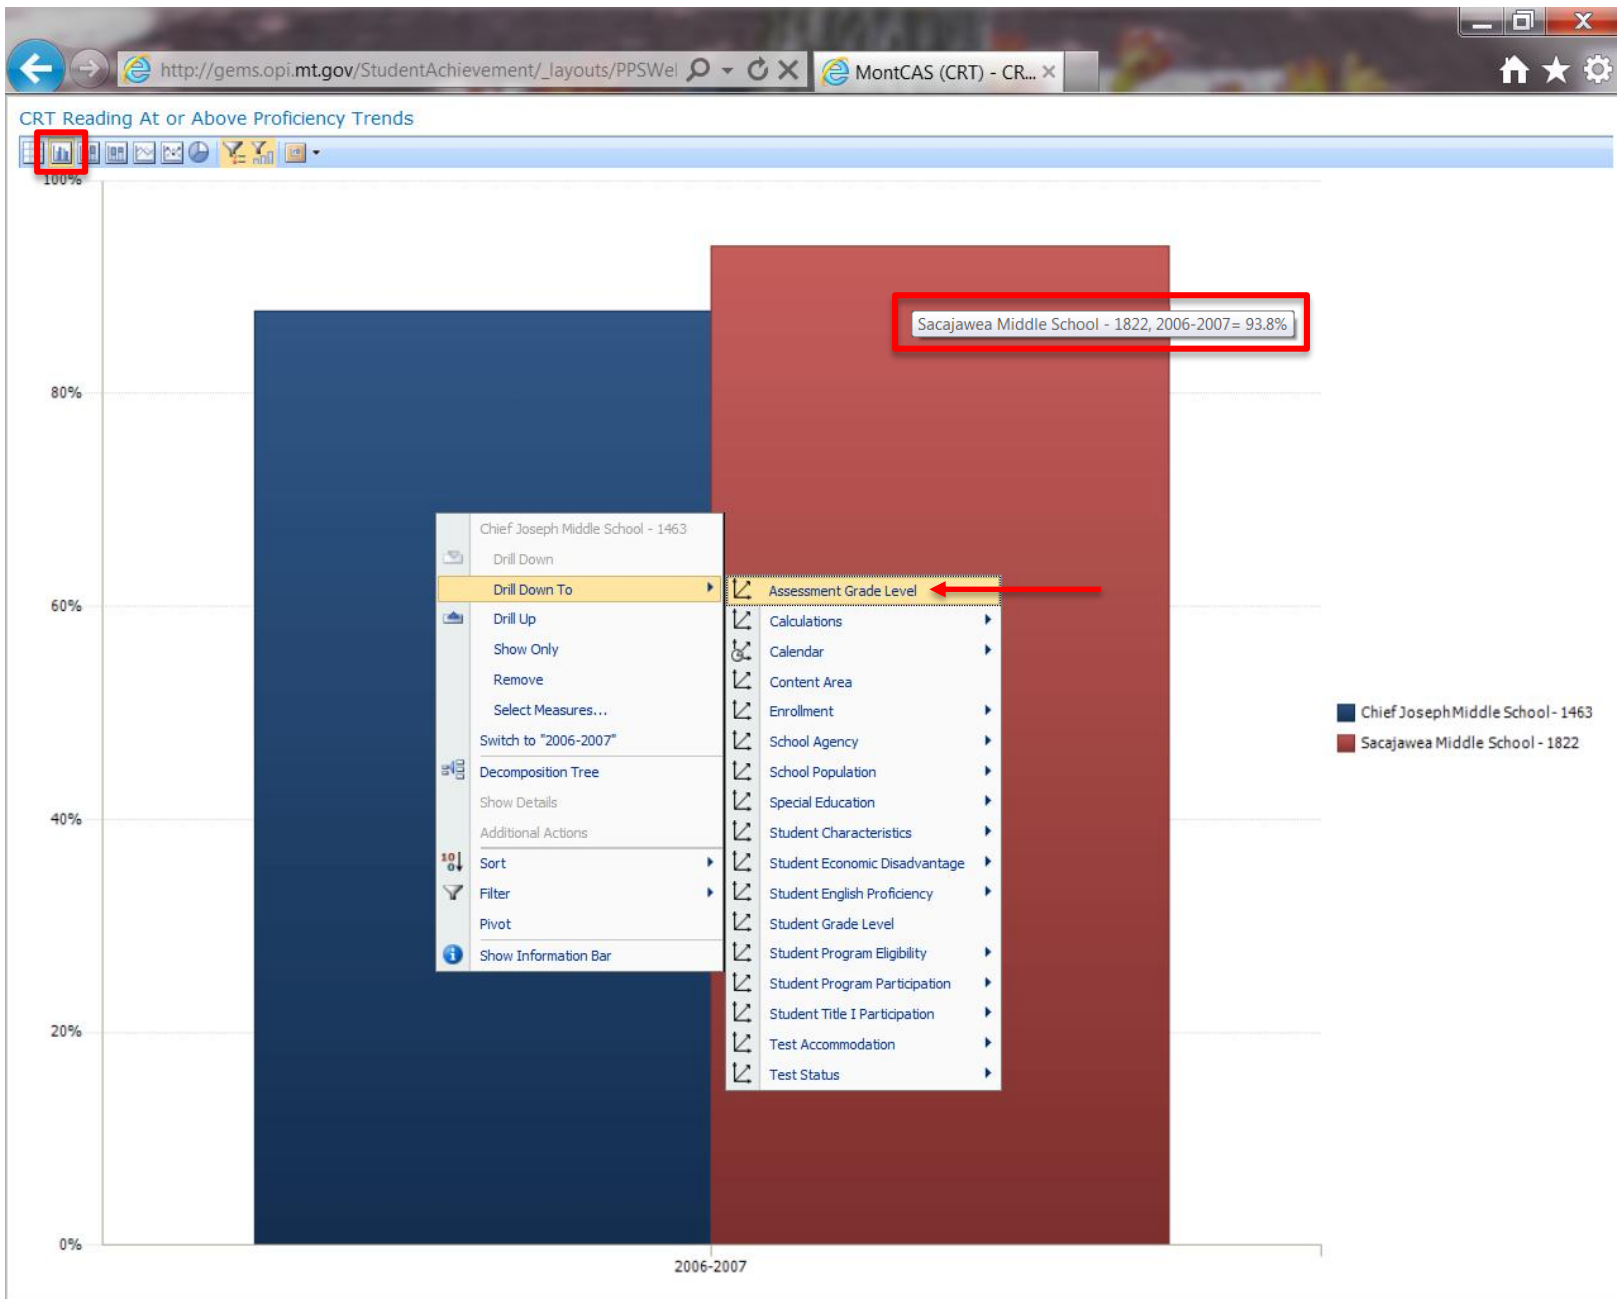 http://gems.opi.mt.gov/StudentAchievement/_layouts/PPSWel
MontCAS (CRT) - CR...
CRT Reading At or Above Proficiency Trends
100%
80%
60%
40%
20%
0%
Sacajawea Middle School - 1822, 2006-2007= 93.8%
Chief Joseph Middle School - 1463
Drill Down
Drill Down To
Drill Up
Show Only
Remove
Select Measures...
Switch to "2006-2007"
Decomposition Tree
Show Details
Additional Actions
Sort
Filter
Pivot
Show Information Bar
Assessment Grade Level
Calculations
Calendar
Content Area
Enrollment
School Agency
School Population
Special Education
Student Characteristics
Student Economic Disadvantage
Student English Proficiency
Student Grade Level
Student Program Eligibility
Student Program Participation
Student Title I Participation
Test Accommodation
Test Status
Chief Joseph Middle School - 1463
Sacajawea Middle School - 1822
2006-2007